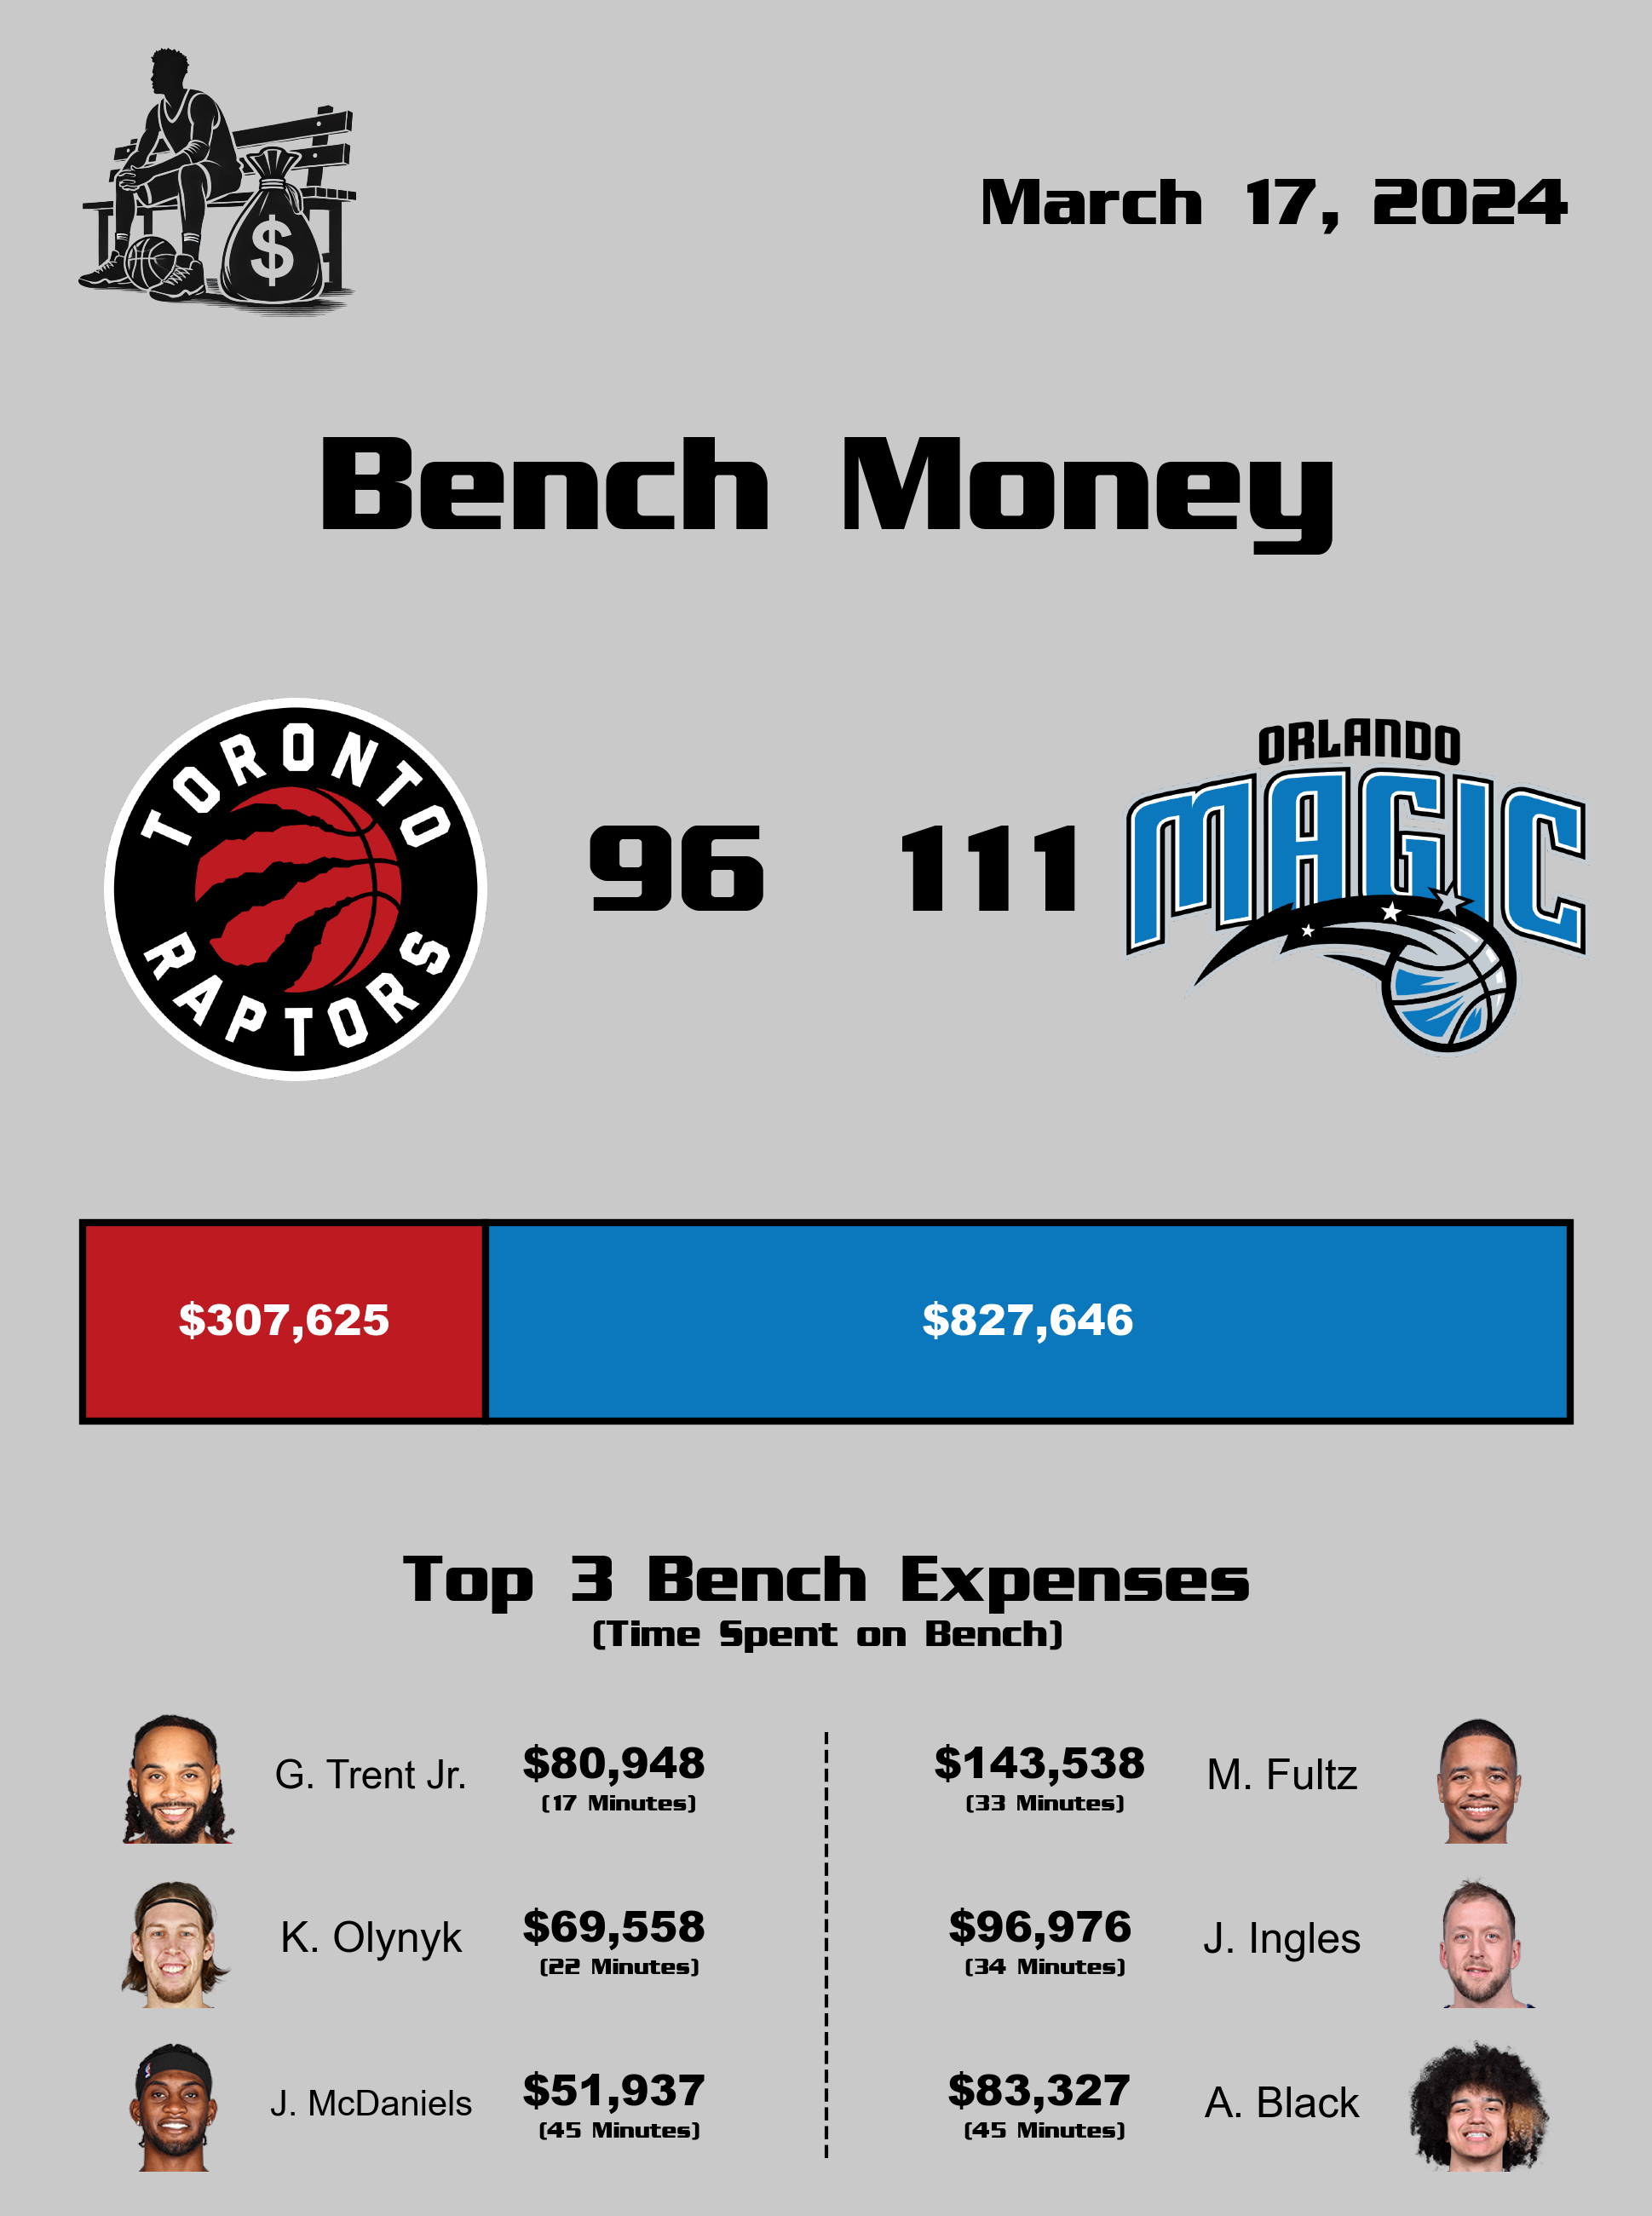 $
March 17, 2024
Bench Money
TORONTO
RAPTORS
96
111
ORLANDO
MAGIC
$307,625
$827,646
Top 3 Bench Expenses
(Time Spent on Bench)
G. Trent Jr.
$80,948
(17 Minutes)
$143,538
(33 Minutes)
M. Fultz
K. Olynyk
$69,558
(22 Minutes)
$96,976
(34 Minutes)
J. Ingles
J. McDaniels
$51,937
(45 Minutes)
$83,327
(45 Minutes)
A. Black